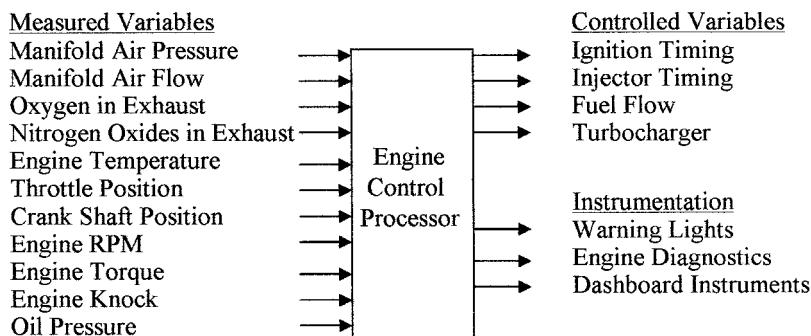 Measured Variables
Manifold Air Pressure
Manifold Air Flow
Oxygen in Exhaust
Nitrogen Oxides in Exhaust
Engine Temperature
Throttle Position
Crank Shaft Position
Engine RPM
Engine Torque
Engine Knock
Oil Pressure
Engine
Control
Processor
Controlled Variables
Ignition Timing
Injector Timing
Fuel Flow
Turbocharger
Instrumentation
Warning Lights
Engine Diagnostics
Dashboard Instruments